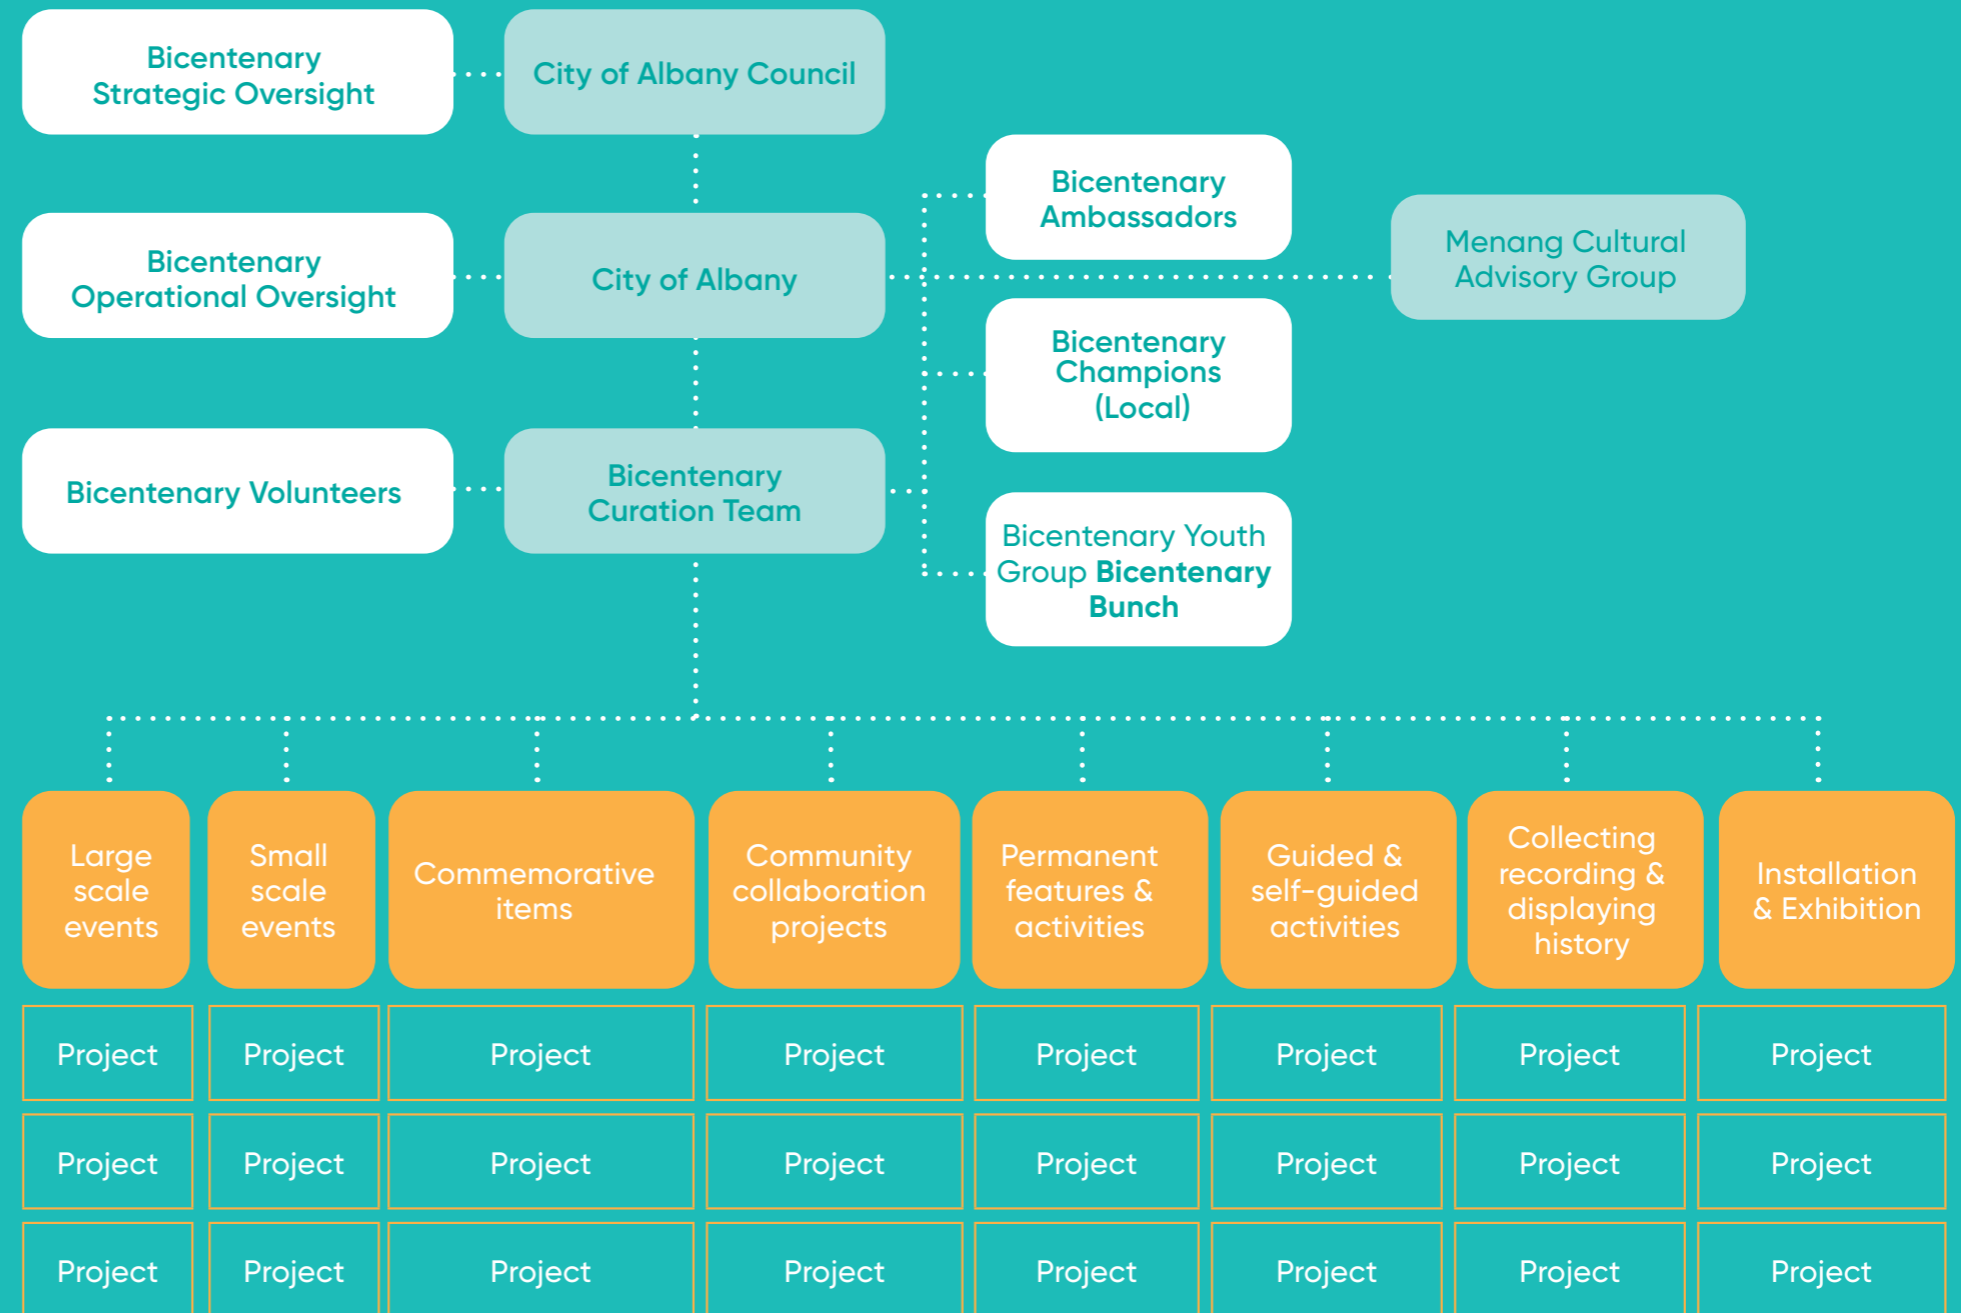 Bicentenary
Strategic Oversight
City of Albany Council
Bicentenary
Ambassadors
Menang Cultural
Advisory Group
Bicentenary
Operational Oversight
City of Albany
Bicentenary
Champions
(Local)
Bicentenary Volunteers
Bicentenary
Curation Team
Bicentenary Youth
Group Bicentenary
Bunch
Large
scale
events
Small
scale
events
Commemorative
items
Community
collaboration
projects
Permanent
features &
activities
Guided &
self-guided
activities
Collecting
recording &
displaying
history
Installation
& Exhibition
Project Project Project Project Project Project Project Project
Project Project Project Project Project Project Project Project
Project Project Project Project Project Project Project Project